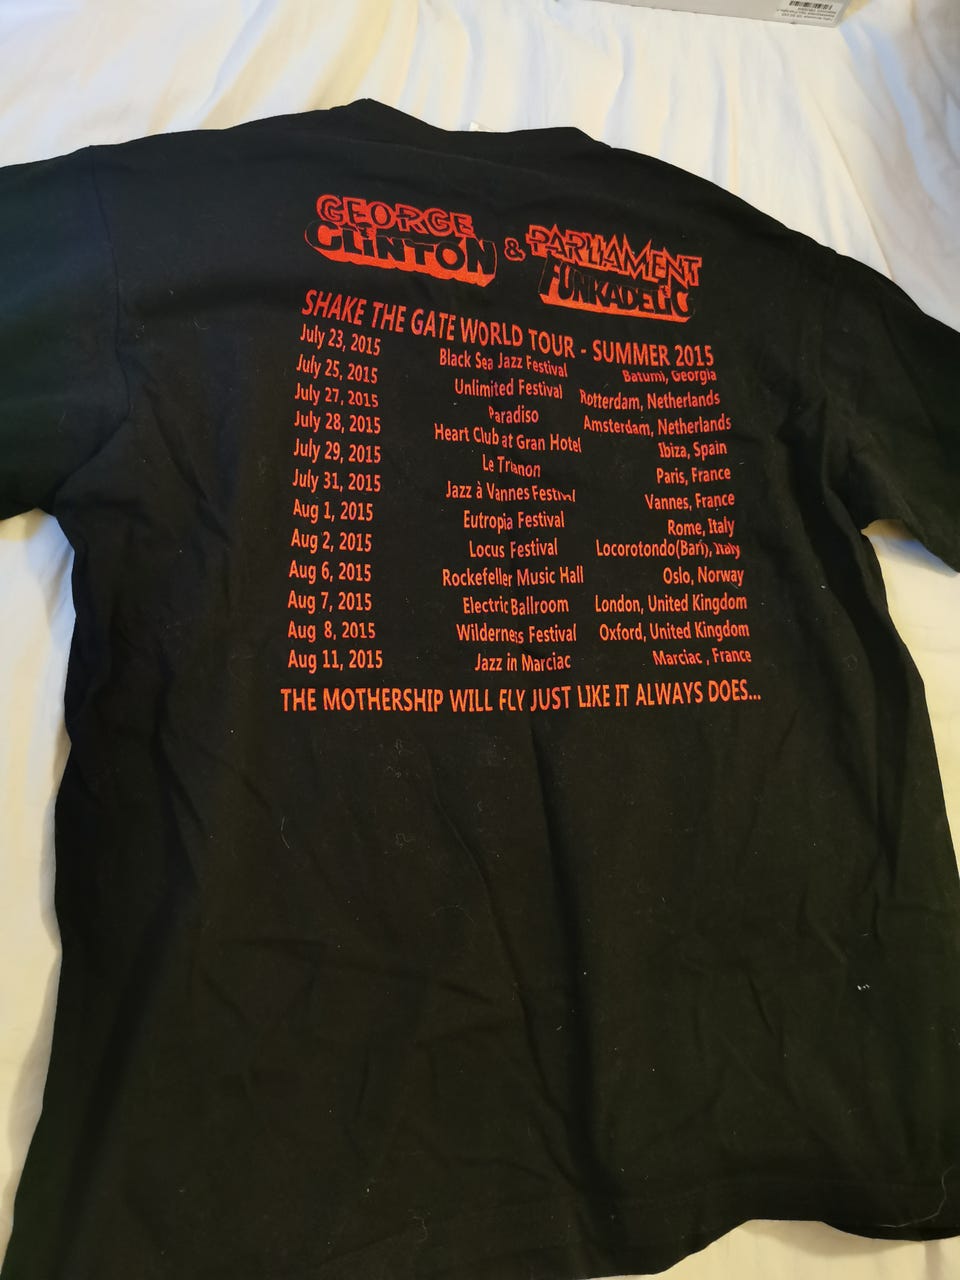 GEORGE CLINTON & PARLIAMENT FUNKADELIC
SHAKE THE GATE WORLD TOUR - SUMMER 2015
July 23, 2015 Black Sea Jazz Festival Batumi, Georgia
July 25, 2015 Unlimited Festival Rotterdam, Netherlands
July 27, 2015 Paradiso Amsterdam, Netherlands
July 28, 2015 Heart Club at Gran Hotel Ibiza, Spain
July 29, 2015 Le Trianon Paris, France
July 31, 2015 Jazz à Vannes Festival Vannes, France
Aug 1, 2015 Eutropia Festival Rome, Italy
Aug 2, 2015 Locus Festival Locorotondo(Bari), Italy
Aug 6, 2015 Rockefeller Music Hall Oslo, Norway
Aug 7, 2015 Electric Ballroom London, United Kingdom
Aug 8, 2015 Wilderness Festival Oxford, United Kingdom
Aug 11, 2015 Jazz in Marciac Marciac , France
THE MOTHERSHIP WILL FLY JUST LIKE IT ALWAYS DOES...